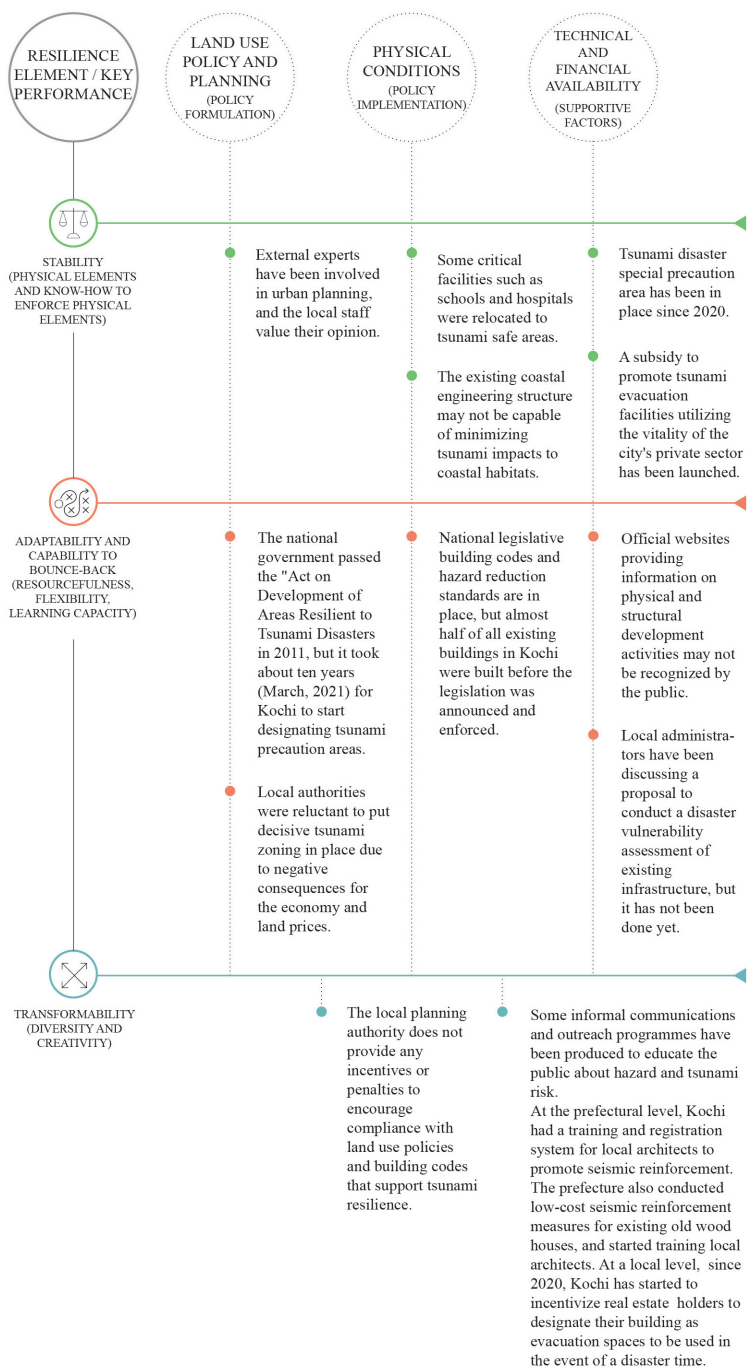 RESILIENCE
ELEMENT / KEY
PERFORMANCE
LAND USE
POLICY AND
PLANNING
(POLICY
FORMULATION)
PHYSICAL
CONDITIONS
(POLICY
IMPLEMENTATION)
TECHNICAL
AND
FINANCIAL
AVAILABILITY
(SUPPORTIVE
FACTORS)
STABILITY
(PHYSICAL ELEMENTS
AND KNOW-HOW TO
ENFORCE PHYSICAL
ELEMENTS)
External experts
have been involved
in urban planning,
and the local staff
value their opinion.
Some critical
facilities such as
schools and hospitals
were relocated to
tsunami safe areas.
The existing coastal
engineering structure
may not be capable
of minimizing
tsunami impacts to
coastal habitats.
Tsunami disaster
special precaution
area has been in
place since 2020.
A subsidy to
promote tsunami
evacuation
facilities utilizing
the vitality of the
city's private sector
has been launched.
ADAPTABILITY AND
CAPABILITY TO
BOUNCE-BACK
(RESOURCEFULNESS,
FLEXIBILITY,
LEARNING CAPACITY)
The national
government passed
the "Act on
Development of
Areas Resilient to
Tsunami Disasters
in 2011, but it took
about ten years
(March, 2021) for
Kochi to start
designating tsunami
precaution areas.
Local authorities
were reluctant to put
decisive tsunami
zoning in place due
to negative
consequences for
the economy and
land prices.
National legislative
building codes and
hazard reduction
standards are in
place, but almost
half of all existing
buildings in Kochi
were built before the
legislation was
announced and
enforced.
Official websites
providing
information on
physical and
structural
development
activities may not
be recognized by
the public.
Local administra-
tors have been
discussing a
proposal to
conduct a disaster
vulnerability
assessment of
existing
infrastructure, but
it has not been
done yet.
TRANSFORMABILITY
(DIVERSITY AND
CREATIVITY)
The local planning
authority does not
provide any
incentives or
penalties to
encourage
compliance with
land use policies
and building codes
that support tsunami
resilience.
Some informal communications
and outreach programmes have
been produced to educate the
public about hazard and tsunami
risk.
At the prefectural level, Kochi
had a training and registration
system for local architects to
promote seismic reinforcement.
The prefecture also conducted
low-cost seismic reinforcement
measures for existing old wood
houses, and started training local
architects. At a local level, since
2020, Kochi has started to
incentivize real estate holders to
designate their building as
evacuation spaces to be used in
the event of a disaster time.